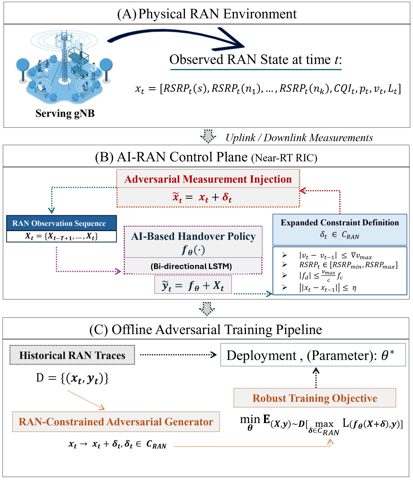 (A) Physical RAN Environment
Observed RAN State at time t:
x_t = [RSRP_t(s), RSRP_t(n_1), …, RSRP_t(n_k), CQI_t, p_t, v_t, L_t]
Serving gNB
Uplink / Downlink Measurements
(B) AI-RAN Control Plane (Near-RT RIC)
Adversarial Measurement Injection
x̃_t = x_t + δ_t
RAN Observation Sequence
X_t = {X_{t−T+1}, …, X_t}
AI-Based Handover Policy
f_θ(·)
(Bi-directional LSTM)
ỹ_t = f_θ + X_t
Expanded Constraint Definition
δ_t ∈ C_RAN
➢ |v_t − v_{t−1}| ≤ ∇v_max
➢ RSRP_t ∈ [RSRP_min, RSRP_max]
➢ |f_d| ≤ v_max/c f_c
➢ ||x_t − x_{t−1}|| ≤ η
(C) Offline Adversarial Training Pipeline
Historical RAN Traces
Deployment , (Parameter): θ*
D = {(x_t, y_t)}
Robust Training Objective
RAN-Constrained Adversarial Generator
min_θ E_{(X,y)~D}[max_{δ∈C_RAN} L(f_θ(X+δ), y)]
x_t → x_t + δ_t, δ_t ∈ C_RAN